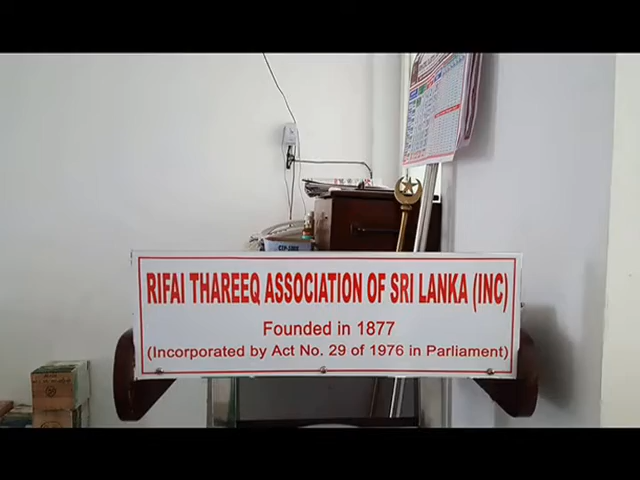 RIFAI THAREEQ ASSOCIATION OF SRI LANKA (INC)
Founded in 1877
(Incorporated by Act No. 29 of 1976 in Parliament)